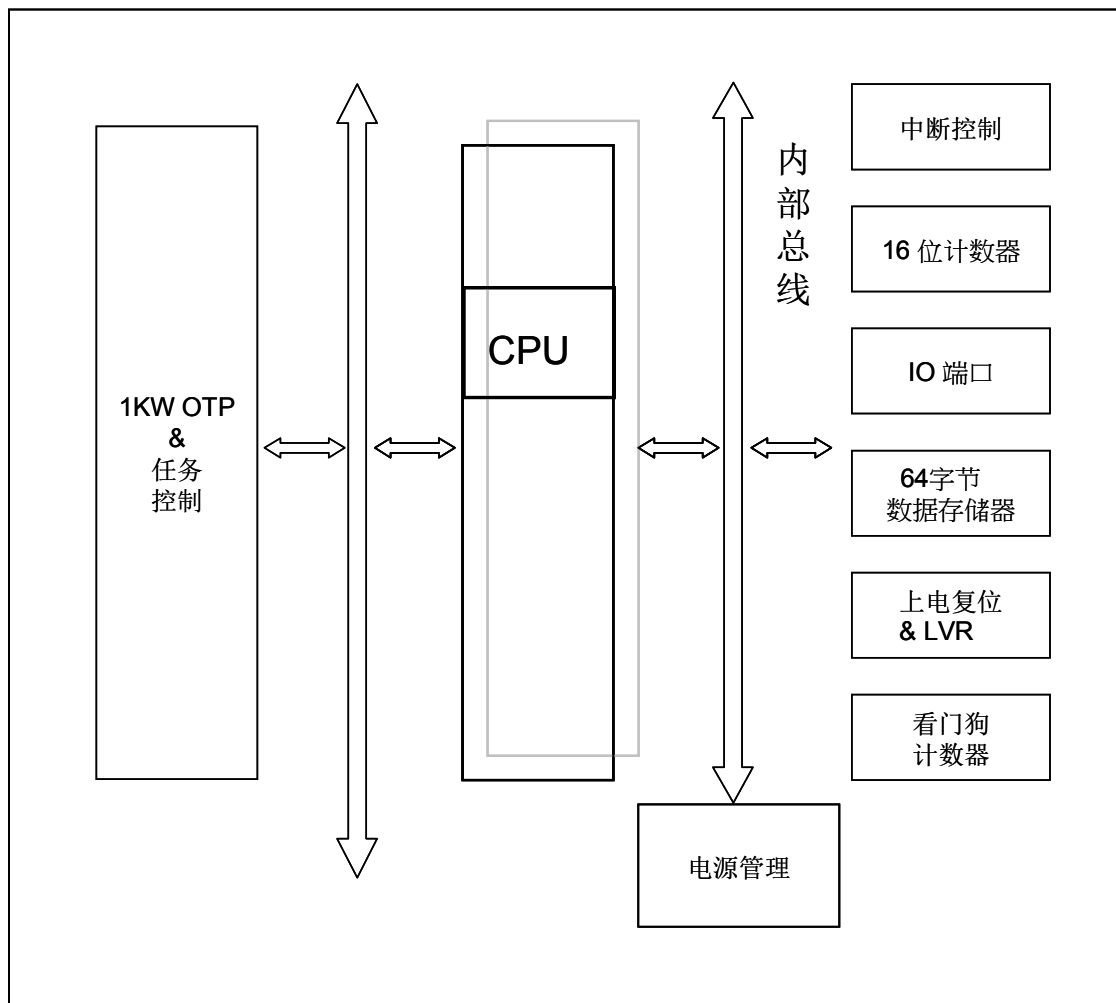 1KW OTP
&
任务
控制
CPU
内
部
总
线
中断控制
16 位计数器
IO 端口
64字节
数据存储器
上电复位
& LVR
看门狗
计数器
电源管理